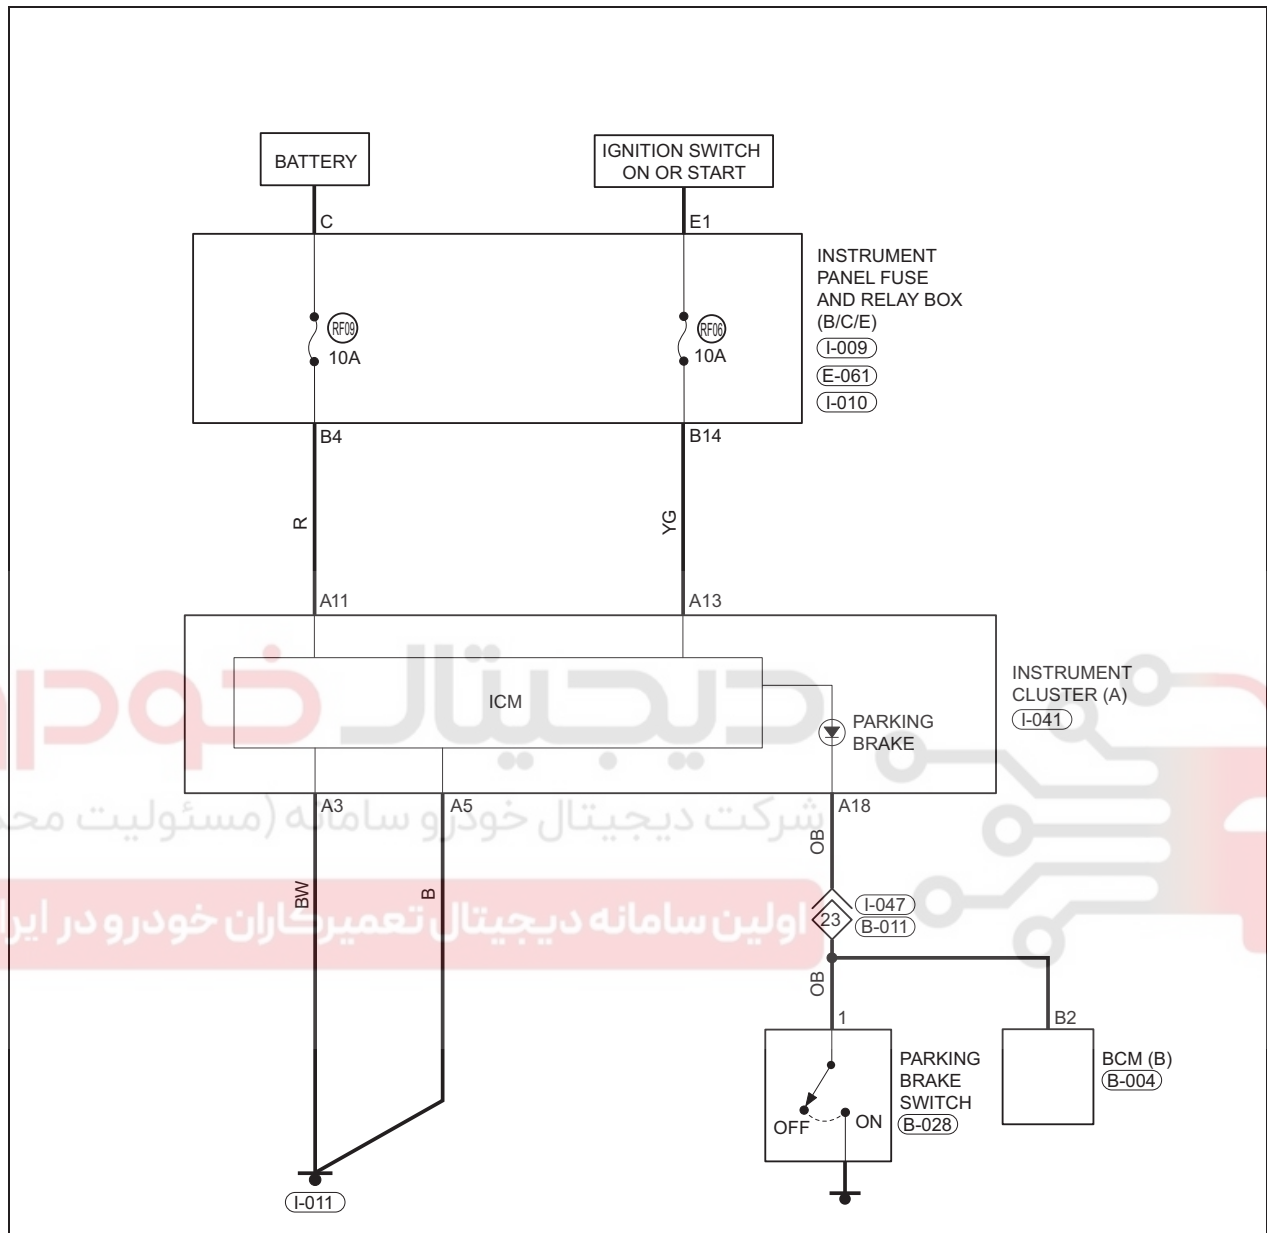 BATTERY
IGNITION SWITCH
ON OR START
C
E1
INSTRUMENT
PANEL FUSE
AND RELAY BOX
(B/C/E)
I-009
E-061
I-010
RF09
10A
RF06
10A
B4
B14
R
YG
A11
A13
INSTRUMENT
CLUSTER (A)
I-041
ICM
PARKING
BRAKE
دیجیتال خودرو
A3
A5
A18
شرکت دیجیتال خودرو سامانه (مسئولیت
BW
B
OB
I-047
B-011
23
اولین سامانه دیجیتال تعمیرکاران خودرو در ایران
OB
1
B2
PARKING
BRAKE
SWITCH
B-028
BCM (B)
B-004
OFF
ON
I-011